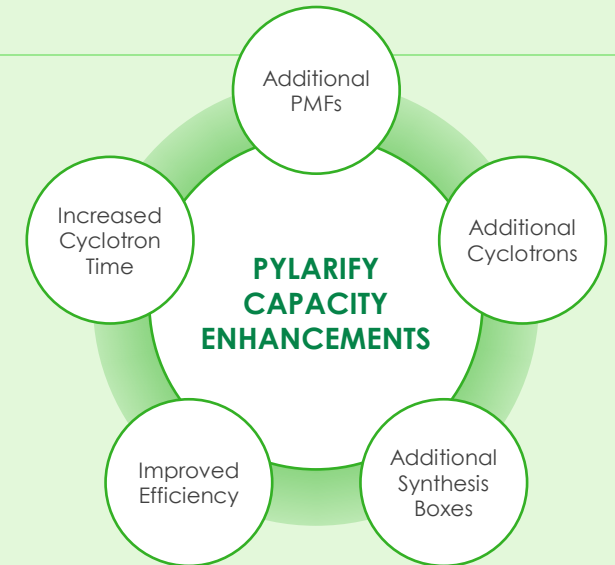 Additional
PMFs
Additional
Cyclotrons
Additional
Synthesis
Boxes
Improved
Efficiency
Increased
Cyclotron
Time
PYLARIFY
CAPACITY
ENHANCEMENTS